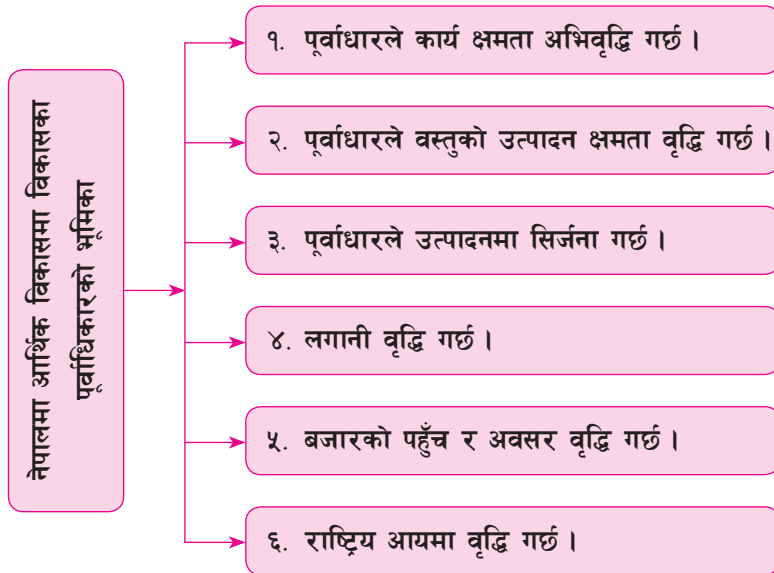 नेपालमा आर्थिक विकासमा विकासका
पूर्वाधिकारको भूमिका
१. पूर्वाधारले कार्य क्षमता अभिवृद्धि गर्छ ।
२. पूर्वाधारले वस्तुको उत्पादन क्षमता वृद्धि गर्छ ।
३. पूर्वाधारले उत्पादनमा सिर्जना गर्छ ।
४. लगानी वृद्धि गर्छ ।
५. बजारको पहुँच र अवसर वृद्धि गर्छ ।
६. राष्ट्रिय आयमा वृद्धि गर्छ ।